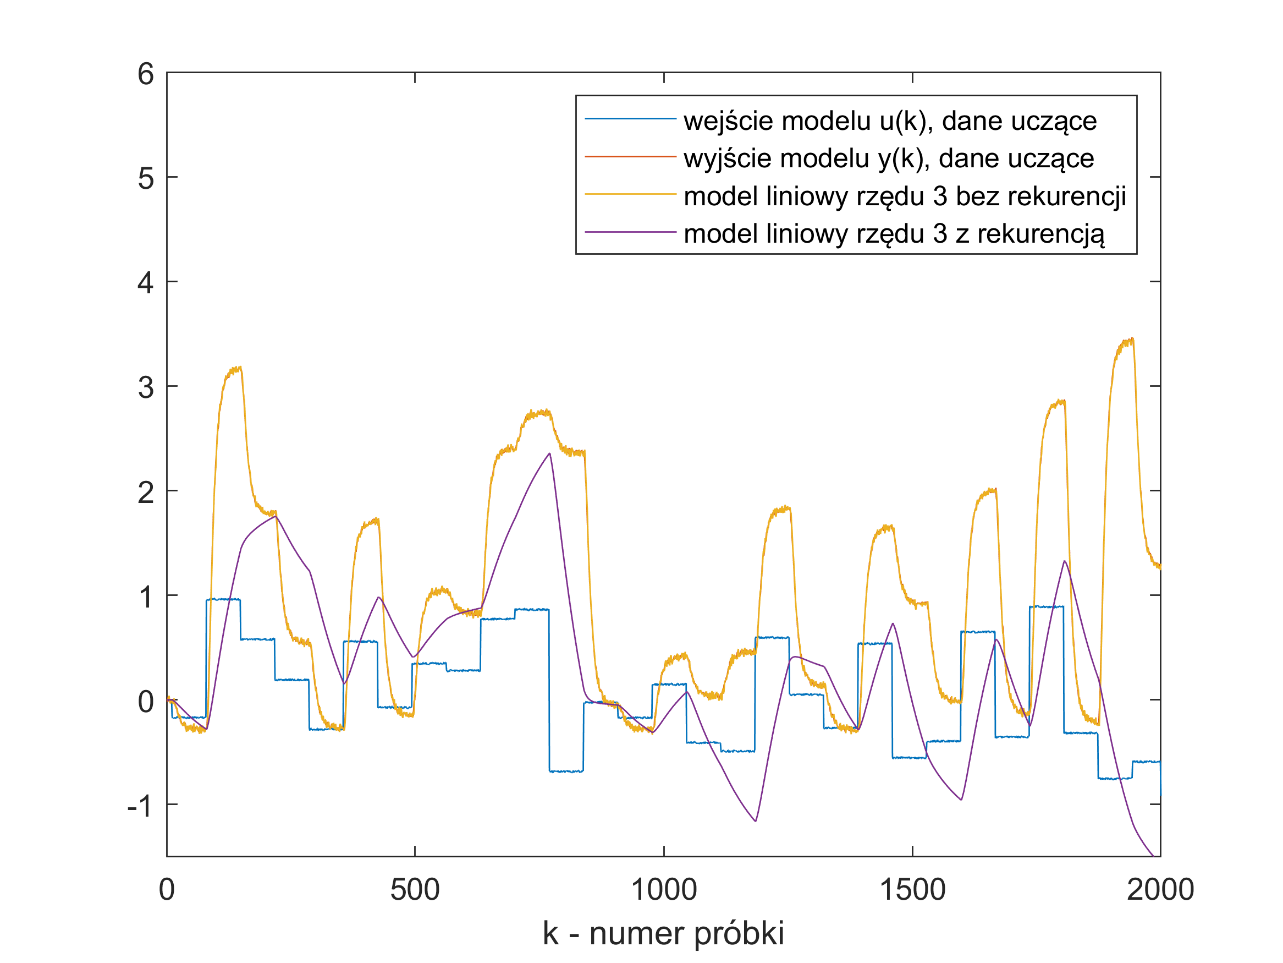 6
5
4
3
2
1
0
-1
wejście modelu u(k), dane uczące
wyjście modelu y(k), dane uczące
model liniowy rzędu 3 bez rekurencji
model liniowy rzędu 3 z rekurencją
0 500 1000 1500 2000
k - numer próbki